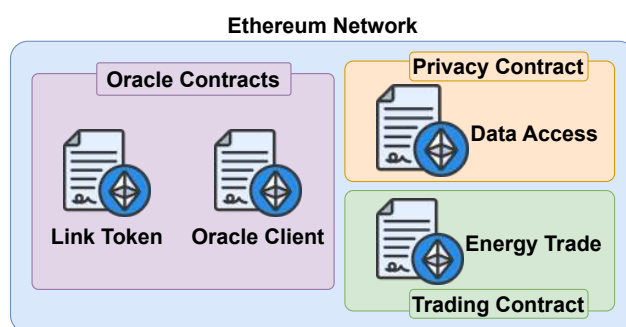 Ethereum Network
Oracle Contracts
Link Token
Oracle Client
Privacy Contract
Data Access
Energy Trade
Trading Contract